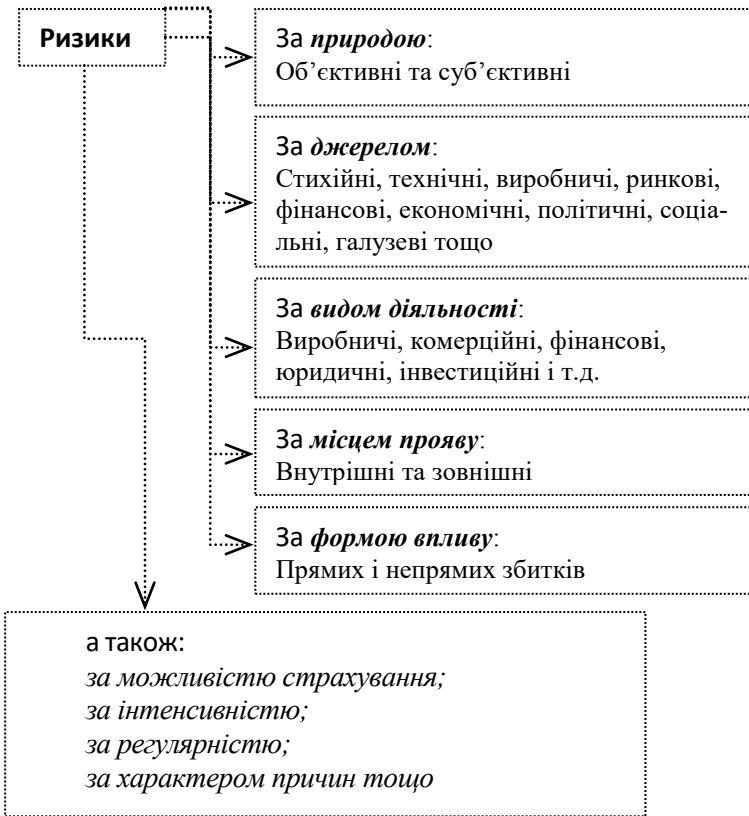 Ризики
За природою:
Об’єктивні та суб’єктивні
За джерелом:
Стихійні, технічні, виробничі, ринкові,
фінансові, економічні, політичні, соціа-
льні, галузеві тощо
За видом діяльності:
Виробничі, комерційні, фінансові,
юридичні, інвестиційні і т.д.
За місцем прояву:
Внутрішні та зовнішні
За формою впливу:
Прямих і непрямих збитків
а також:
за можливістю страхування;
за інтенсивністю;
за регулярністю;
за характером причин тощо